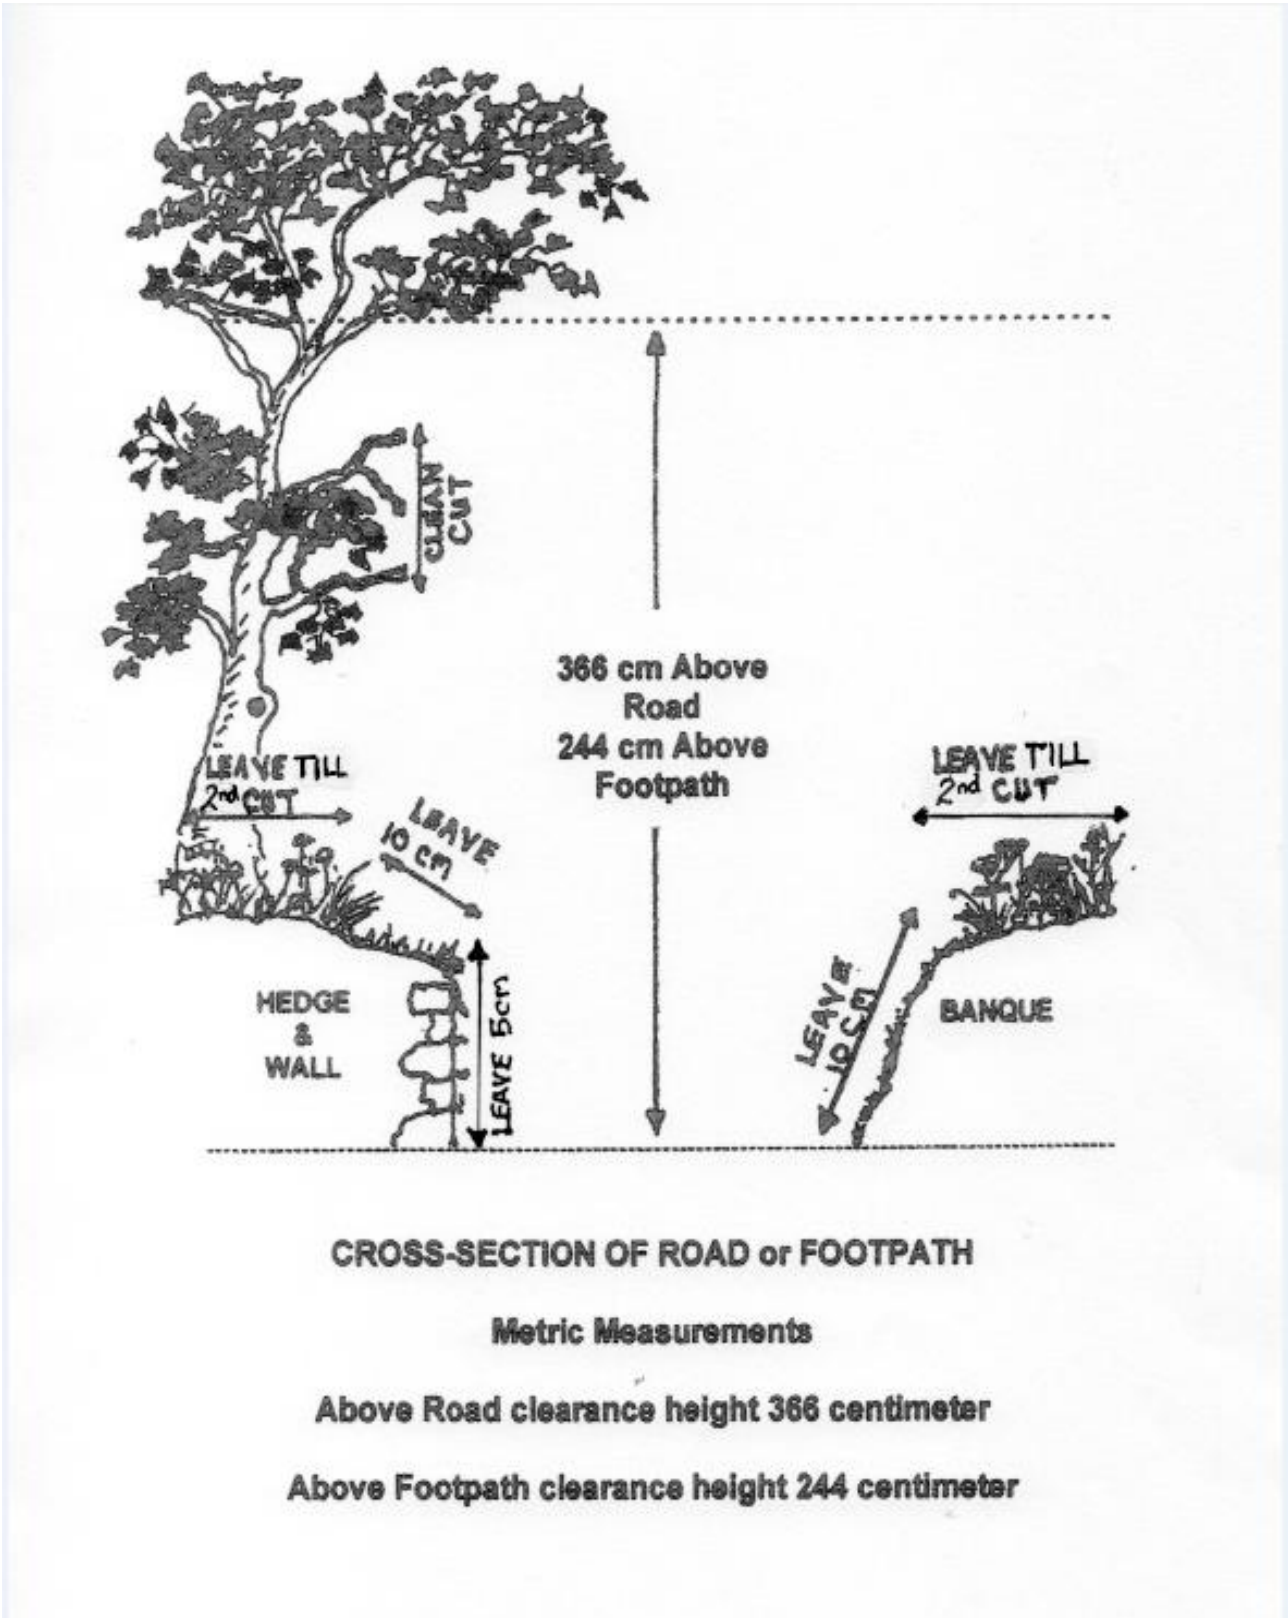 CLEAN
CUT
366 cm Above
Road
244 cm Above
Footpath
LEAVE TILL
2nd CUT
LEAVE
10 cm
LEAVE TILL
2nd CUT
HEDGE
&
WALL
LEAVE 5cm
LEAVE
10 CM
BANQUE
CROSS-SECTION OF ROAD or FOOTPATH
Metric Measurements
Above Road clearance height 366 centimeter
Above Footpath clearance height 244 centimeter